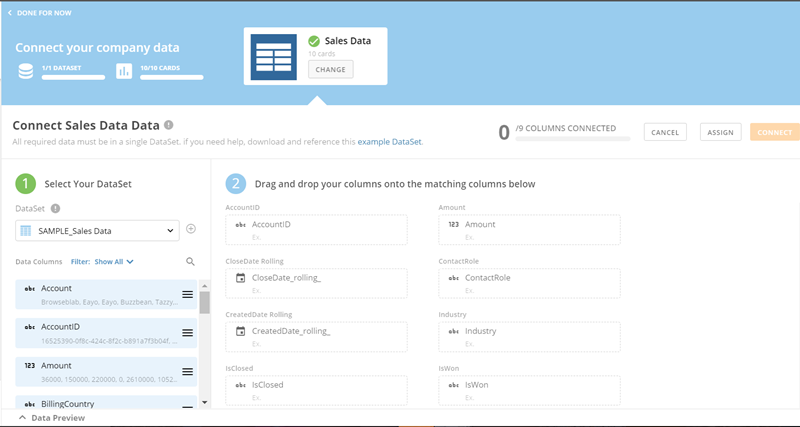 DONE FOR NOW
Connect your company data
1/1 DATASET
10/10 CARDS
Sales Data
10 cards
CHANGE
Connect Sales Data Data
All required data must be in a single DataSet, if you need help, download and reference this example DataSet.
0 /9 COLUMNS CONNECTED
CANCEL
ASSIGN
CONNECT
1 Select Your DataSet
DataSet
SAMPLE_Sales Data
Data Columns Filter: Show All
abc Account
Browseblab, Eayo, Eayo, Buzzbean, Tazzy,...
abc AccountID
16525390-0f8c-424c-8f2c-b891a7f3b04f, ...
123 Amount
36000, 150000, 220000, 0, 2610000, 1052...
abc BillingCountry
2 Drag and drop your columns onto the matching columns below
AccountID
abc AccountID
Ex.
Amount
123 Amount
Ex.
CloseDate Rolling
CloseDate_rolling_
Ex.
ContactRole
abc ContactRole
Ex.
CreatedDate Rolling
CreatedDate_rolling_
Ex.
Industry
abc Industry
Ex.
IsClosed
abc IsClosed
Ex.
IsWon
abc IsWon
Ex.
Data Preview